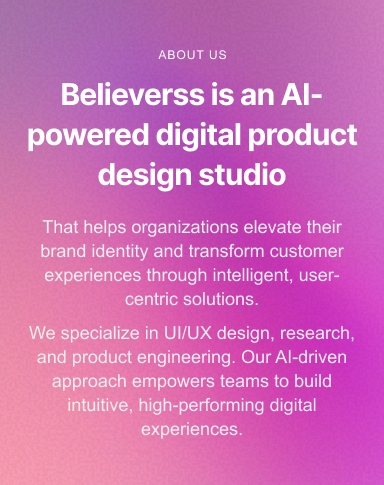 ABOUT US
Believerss is an AI-
powered digital product
design studio
That helps organizations elevate their
brand identity and transform customer
experiences through intelligent, user-
centric solutions.
We specialize in UI/UX design, research,
and product engineering. Our AI-driven
approach empowers teams to build
intuitive, high-performing digital
experiences.